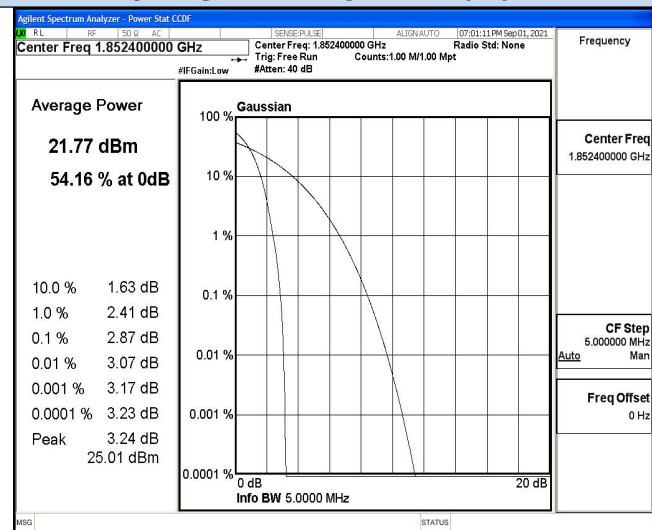 Agilent Spectrum Analyzer - Power Stat CCDF
LXI RL RF 50 Ω AC SENSE:PULSE ALIGN AUTO 07:01:11 PM Sep 01, 2021
Center Freq 1.852400000 GHz
Center Freq: 1.852400000 GHz Radio Std: None
Trig: Free Run Counts:1.00 M/1.00 Mpt
#IFGain:Low #Atten: 40 dB
Frequency
Average Power
21.77 dBm
54.16 % at 0dB
10.0 % 1.63 dB
1.0 % 2.41 dB
0.1 % 2.87 dB
0.01 % 3.07 dB
0.001 % 3.17 dB
0.0001 % 3.23 dB
Peak 3.24 dB
25.01 dBm
Gaussian
100 %
10 %
1 %
0.1 %
0.01 %
0.001 %
0.0001 %
0 dB 20 dB
Info BW 5.0000 MHz
Center Freq
1.852400000 GHz
CF Step
5.000000 MHz
Auto Man
Freq Offset
0 Hz
MSG STATUS